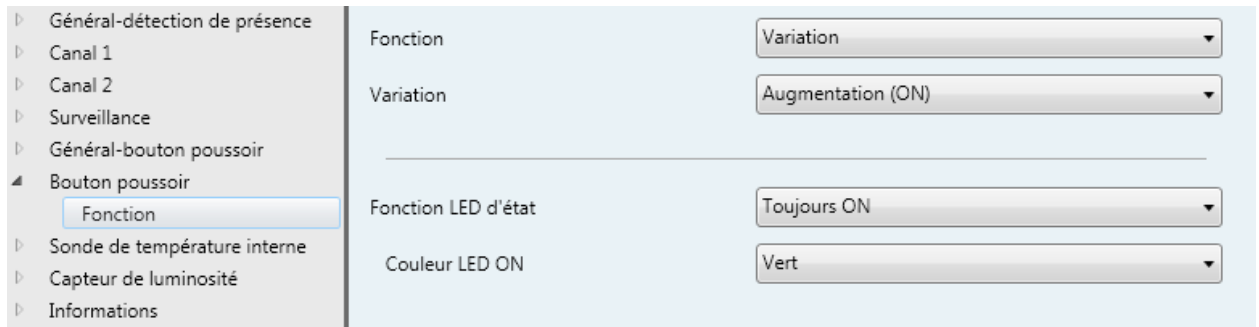 Général-détection de présence
Canal 1
Canal 2
Surveillance
Général-bouton poussoir
Bouton poussoir
Fonction
Sonde de température interne
Capteur de luminosité
Informations
Fonction Variation
Variation Augmentation (ON)
Fonction LED d'état Toujours ON
Couleur LED ON Vert